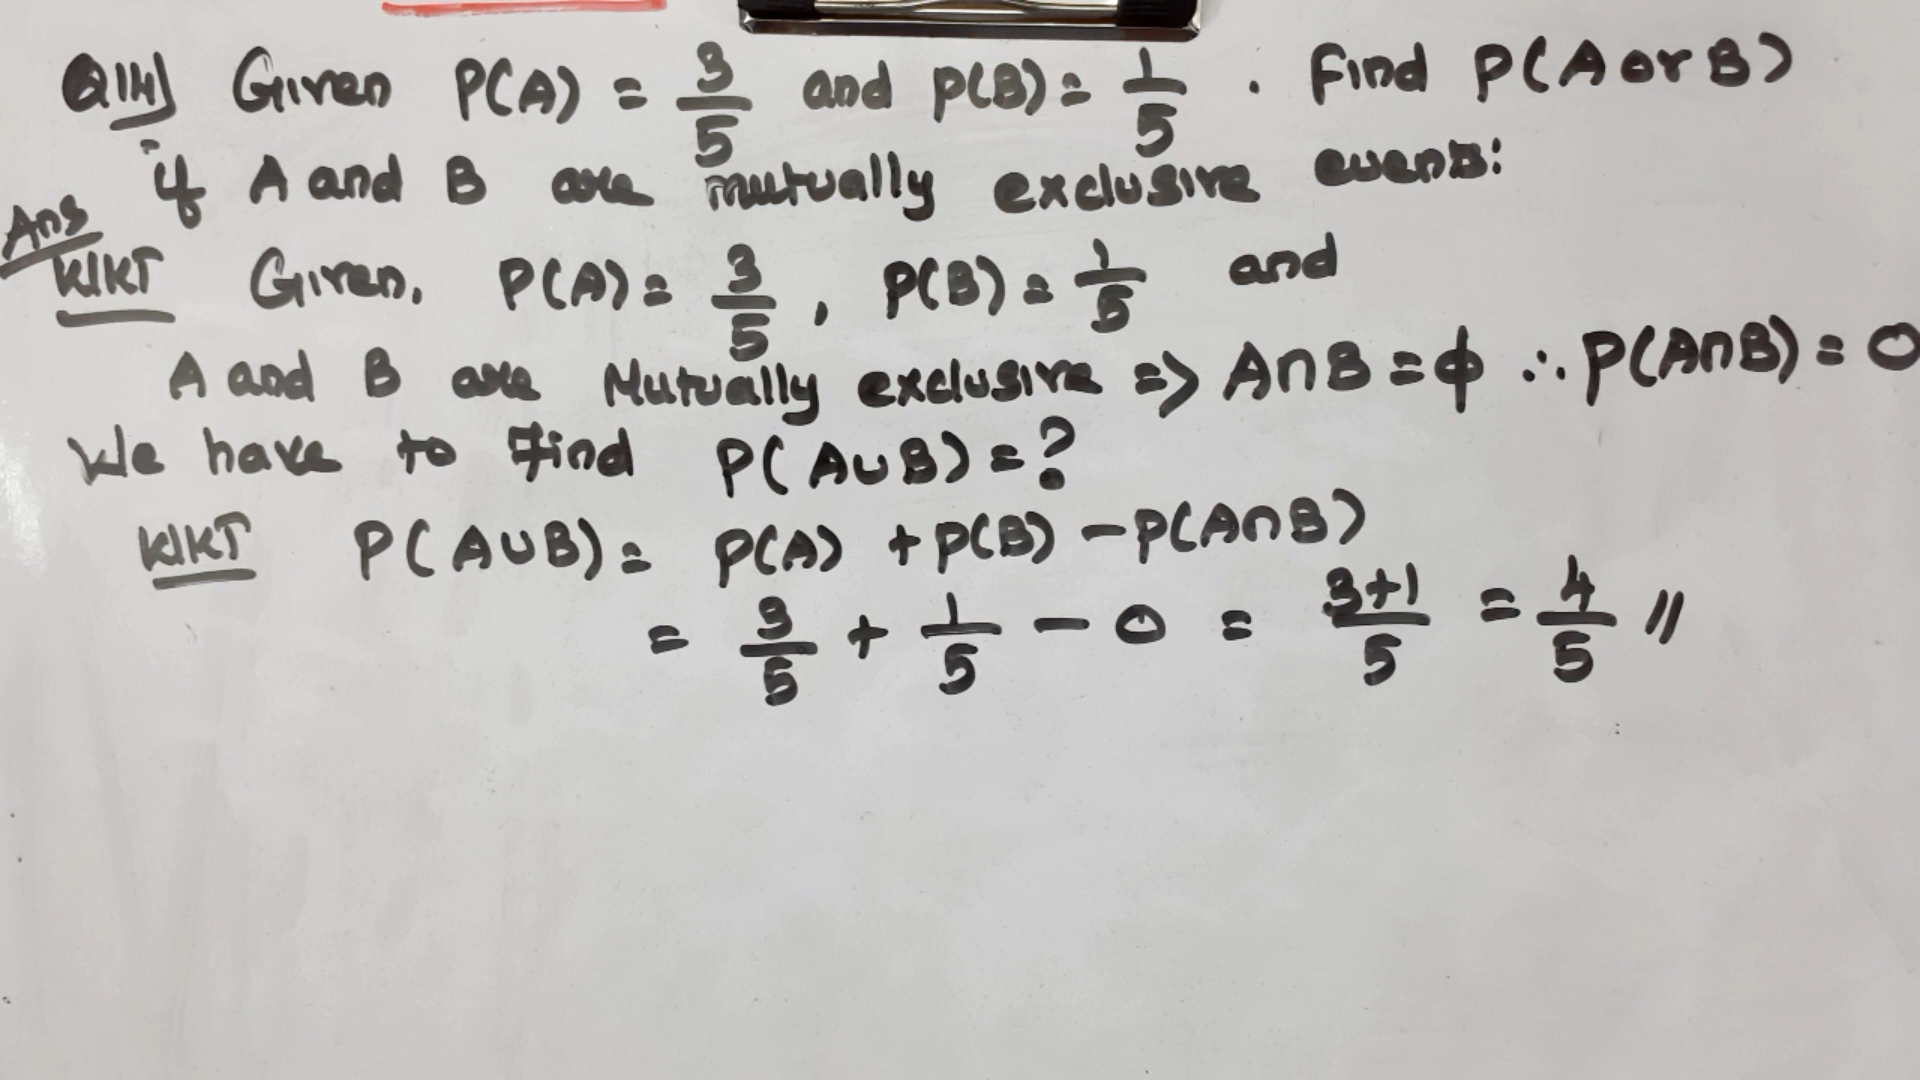 Q14) Given P(A) = 3/5 and P(B) = 1/5 . Find P(A or B)
if A and B are mutually exclusive events:
Ans
WKT Given, P(A) = 3/5 , P(B) = 1/5 and
A and B are Mutually exclusive => A∩B = ϕ ∴ P(A∩B) = 0
We have to find P(A∪B) = ?
WKT P(A∪B) = P(A) + P(B) - P(A∩B)
= 3/5 + 1/5 - 0 = 3+1/5 = 4/5 //